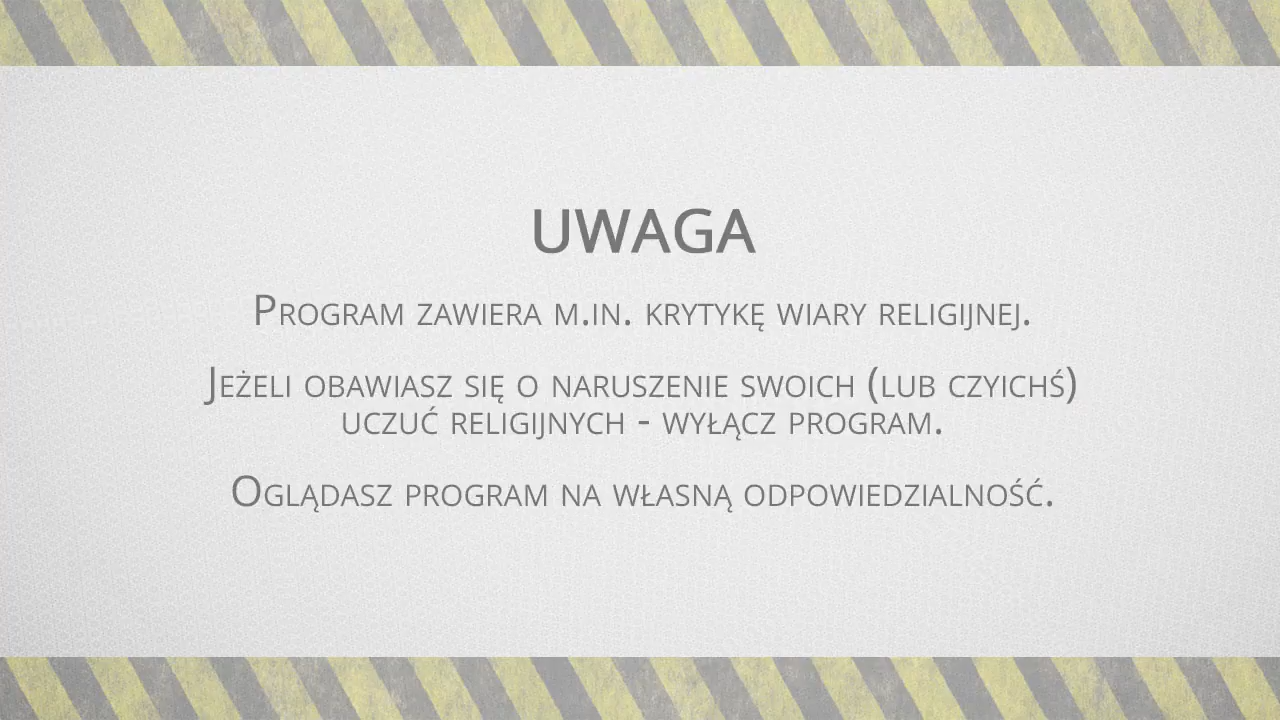 UWAGA
Program zawiera m.in. krytykę wiary religijnej.
Jeżeli obawiasz się o naruszenie swoich (lub czyichś)
uczuć religijnych - wyłącz program.
Oglądasz program na własną odpowiedzialność.